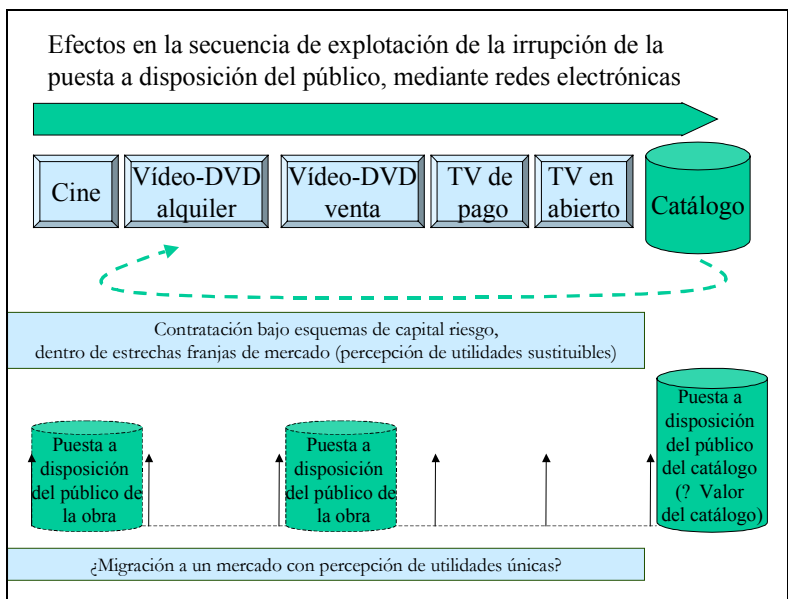 Efectos en la secuencia de explotación de la irrupción de la
puesta a disposición del público, mediante redes electrónicas
Cine
Vídeo-DVD
alquiler
Vídeo-DVD
venta
TV de
pago
TV en
abierto
Catálogo
Contratación bajo esquemas de capital riesgo,
dentro de estrechas franjas de mercado (percepción de utilidades sustituibles)
Puesta a
disposición
del público de
la obra
Puesta a
disposición
del público de
la obra
Puesta a
disposición
del público
del catálogo
(? Valor
del catálogo)
¿Migración a un mercado con percepción de utilidades únicas?